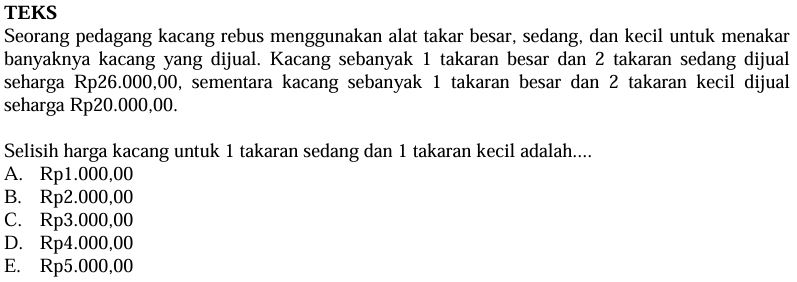 TEKS
Seorang pedagang kacang rebus menggunakan alat takar besar, sedang, dan kecil untuk menakar
banyaknya kacang yang dijual. Kacang sebanyak 1 takaran besar dan 2 takaran sedang dijual
seharga Rp26.000,00, sementara kacang sebanyak 1 takaran besar dan 2 takaran kecil dijual
seharga Rp20.000,00.
Selisih harga kacang untuk 1 takaran sedang dan 1 takaran kecil adalah....
A. Rp1.000,00
B. Rp2.000,00
C. Rp3.000,00
D. Rp4.000,00
E. Rp5.000,00